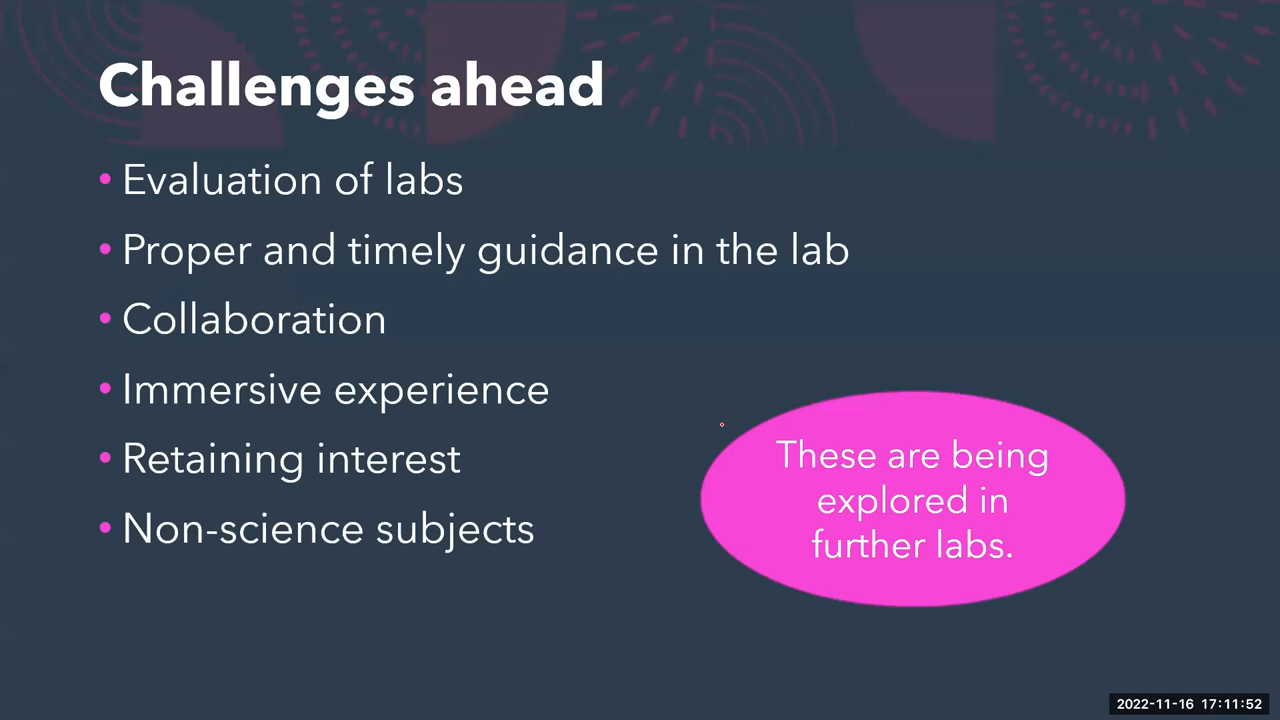 Challenges ahead
• Evaluation of labs
• Proper and timely guidance in the lab
• Collaboration
• Immersive experience
• Retaining interest
• Non-science subjects
These are being
explored in
further labs.
2022-11-16 17:11:52